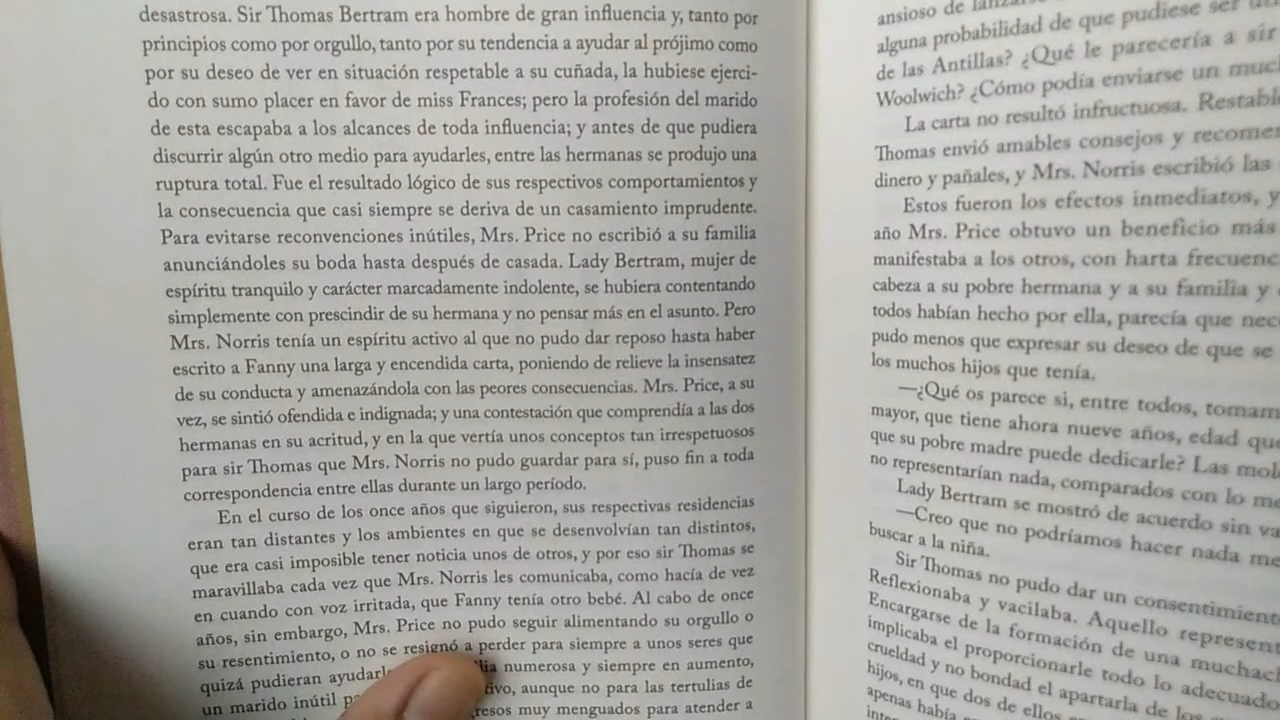 desastrosa. Sir Thomas Bertram era hombre de gran influencia y, tanto por
principios como por orgullo, tanto por su tendencia a ayudar al prójimo como
por su deseo de ver en situación respetable a su cuñada, la hubiese ejerci-
do con sumo placer en favor de miss Frances; pero la profesión del marido
de esta escapaba a los alcances de toda influencia; y antes de que pudiera
discurrir algún otro medio para ayudarles, entre las hermanas se produjo una
ruptura total. Fue el resultado lógico de sus respectivos comportamientos y
la consecuencia que casi siempre se deriva de un casamiento imprudente.
Para evitarse reconvenciones inútiles, Mrs. Price no escribió a su familia
anunciándoles su boda hasta después de casada. Lady Bertram, mujer de
espíritu tranquilo y carácter marcadamente indolente, se hubiera contentando
simplemente con prescindir de su hermana y no pensar más en el asunto. Pero
Mrs. Norris tenía un espíritu activo al que no pudo dar reposo hasta haber
escrito a Fanny una larga y encendida carta, poniendo de relieve la insensatez
de su conducta y amenazándola con las peores consecuencias. Mrs. Price, a su
vez, se sintió ofendida e indignada; y una contestación que comprendía a las dos
hermanas en su acritud, y en la que vertía unos conceptos tan irrespetuosos
para sir Thomas que Mrs. Norris no pudo guardar para sí, puso fin a toda
correspondencia entre ellas durante un largo período.
En el curso de los once años que siguieron, sus respectivas residencias
eran tan distantes y los ambientes en que se desenvolvían tan distintos,
que era casi imposible tener noticia unos de otros, y por eso sir Thomas se
maravillaba cada vez que Mrs. Norris les comunicaba, como hacía de vez
en cuando con voz irritada, que Fanny tenía otro bebé. Al cabo de once
años, sin embargo, Mrs. Price no pudo seguir alimentando su orgullo o
su resentimiento, o no se resignó a perder para siempre a unos seres que
quizá pudieran numerosa y siempre en aumento,
un marido inútil aunque no para las tertulias de
muy menguados para atender a
ansioso de
alguna probabilidad de que pudiese ser
de las Antillas? ¿Qué le parecería a sir
Woolwich? ¿Cómo podía enviarse un
La carta no resultó infructuosa.
Thomas envió amables consejos y
dinero y pañales, y Mrs. Norris escribió las
Estos fueron los efectos inmediatos, y
año Mrs. Price obtuvo un beneficio más
manifestaba a los otros, con harta
cabeza a su pobre hermana y a su familia y
todos habían hecho por ella, parecía que
pudo menos que expresar su deseo de que se
los muchos hijos que tenía.
—¿Qué os parece si, entre todos,
mayor, que tiene ahora nueve años, edad
que su pobre madre puede dedicarle? Las
no representarían nada, comparados con lo
Lady Bertram se mostró de acuerdo sin
—Creo que no podríamos hacer nada
buscar a la niña.
Sir Thomas no pudo dar un
Reflexionaba y vacilaba. Aquello
Encargarse de la formación de una
implicaba el proporcionarle todo lo
crueldad y no bondad el apartarla de
hijos, en que dos de ellos
apenas había